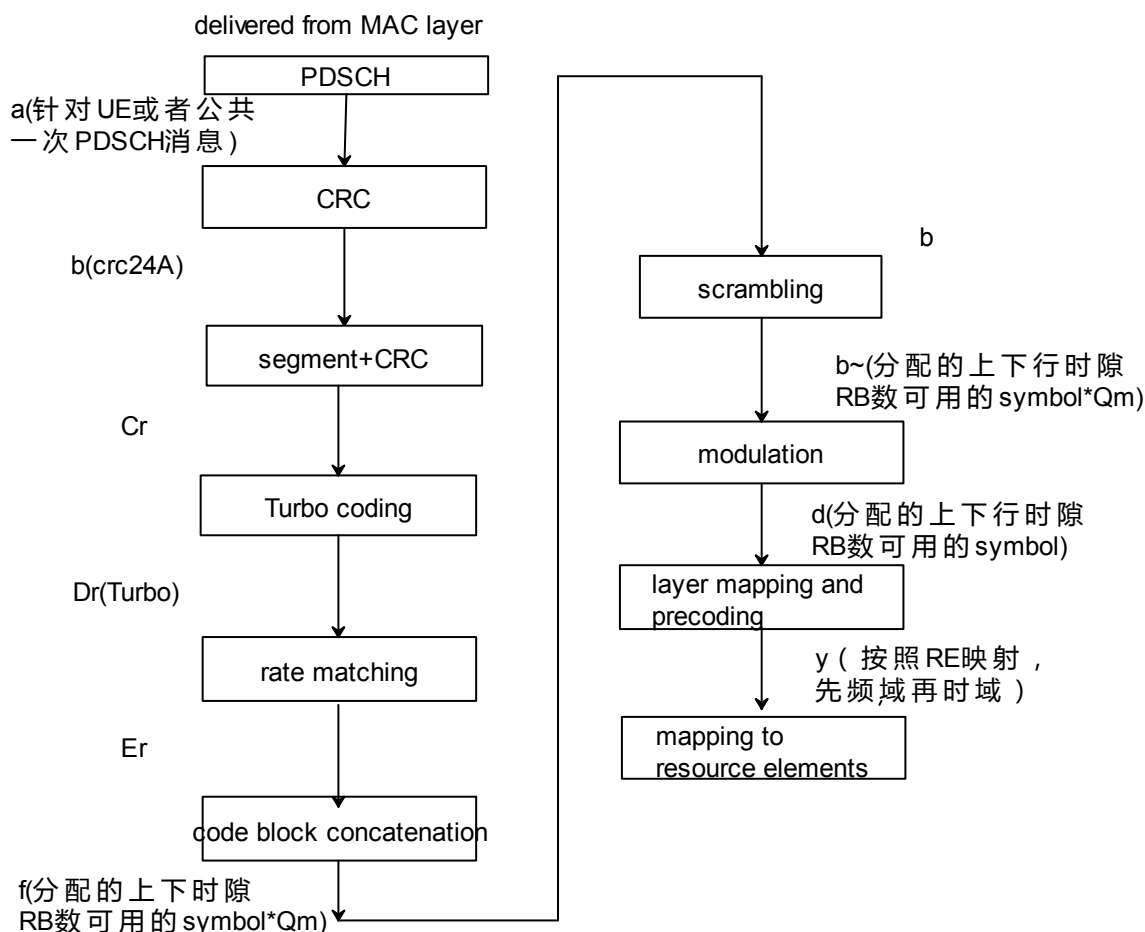 delivered from MAC layer
PDSCH
a(针对UE或者公共
一次PDSCH消息)
CRC
b(crc24A)
segment+CRC
Cr
Turbo coding
Dr(Turbo)
rate matching
Er
code block concatenation
f(分配的上下时隙
RB数可用的symbol*Qm)
b
scrambling
b~(分配的上下行时隙
RB数可用的symbol*Qm)
modulation
d(分配的上下行时隙
RB数可用的symbol)
layer mapping and
precoding
y(按照RE映射,
先频域再时域)
mapping to
resource elements